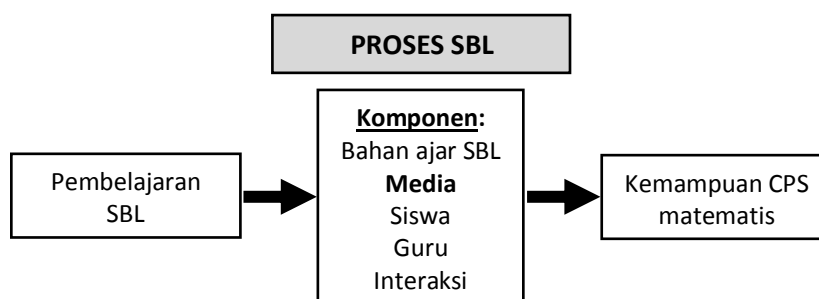 PROSES SBL
Pembelajaran
SBL
Komponen:
Bahan ajar SBL
Media
Siswa
Guru
Interaksi
Kemampuan CPS
matematis